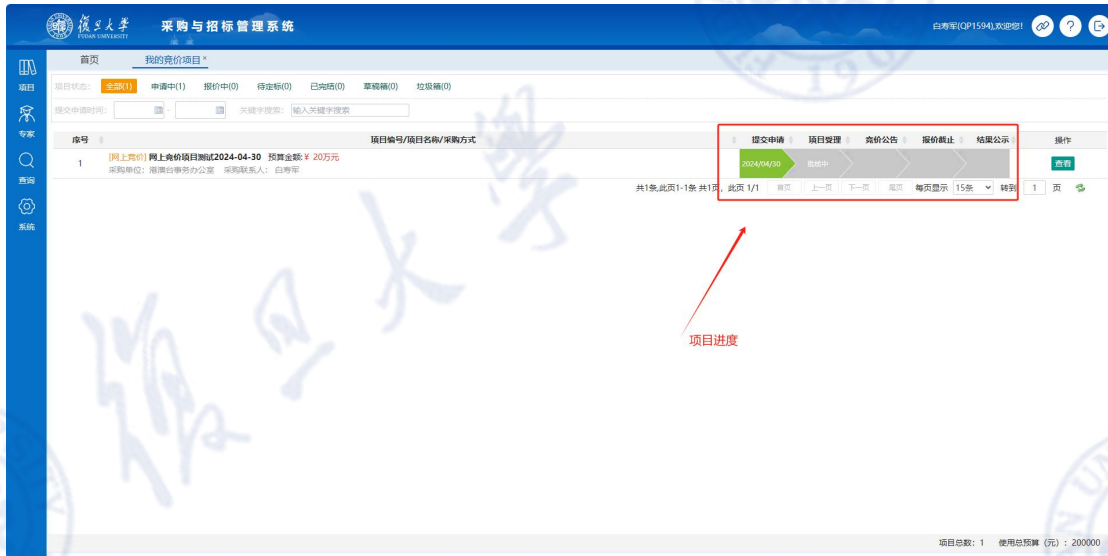 復旦大學 FUDAN UNIVERSITY 采购与招标管理系统 白寿军(QP1594),欢迎您!
首页 我的竞价项目 ×
项目
专家
查询
系统
项目状态: 全部(1) 申请中(1) 报价中(0) 待定标(0) 已完结(0) 草稿箱(0) 垃圾箱(0)
提交申请时间: - 关键字搜索: 输入关键字搜索
序号 项目编号/项目名称/采购方式 提交申请 项目受理 竞价公告 报价截止 结果公示 操作
1 [网上竞价] 网上竞价项目测试2024-04-30 预算金额:¥ 20万元 2024/04/30 审核中 查看
采购单位: 港澳台事务办公室 采购联系人: 白寿军
共1条,此页1-1条 共1页, 此页 1/1 首页 上一页 下一页 尾页 每页显示 15条 转到 1 页
项目进度
项目总数: 1 使用总预算 (元) : 200000
復旦大學